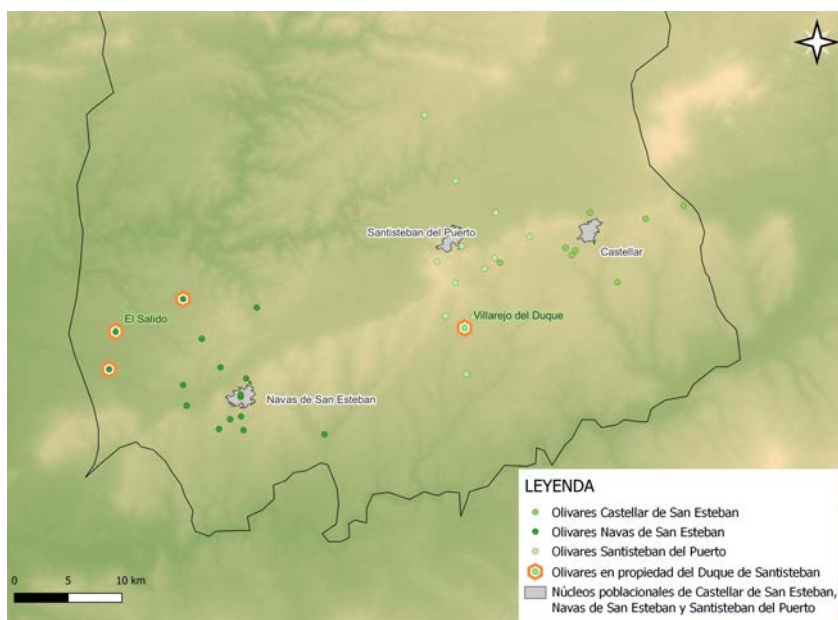 Santisteban del Puerto
Castellar
El Salido
Villarejo del Duque
Navas de San Esteban
LEYENDA
Olivares Castellar de San Esteban
Olivares Navas de San Esteban
Olivares Santisteban del Puerto
Olivares en propiedad del Duque de Santisteban
Núcleos poblacionales de Castellar de San Esteban,
Navas de San Esteban y Santisteban del Puerto
0 5 10 km